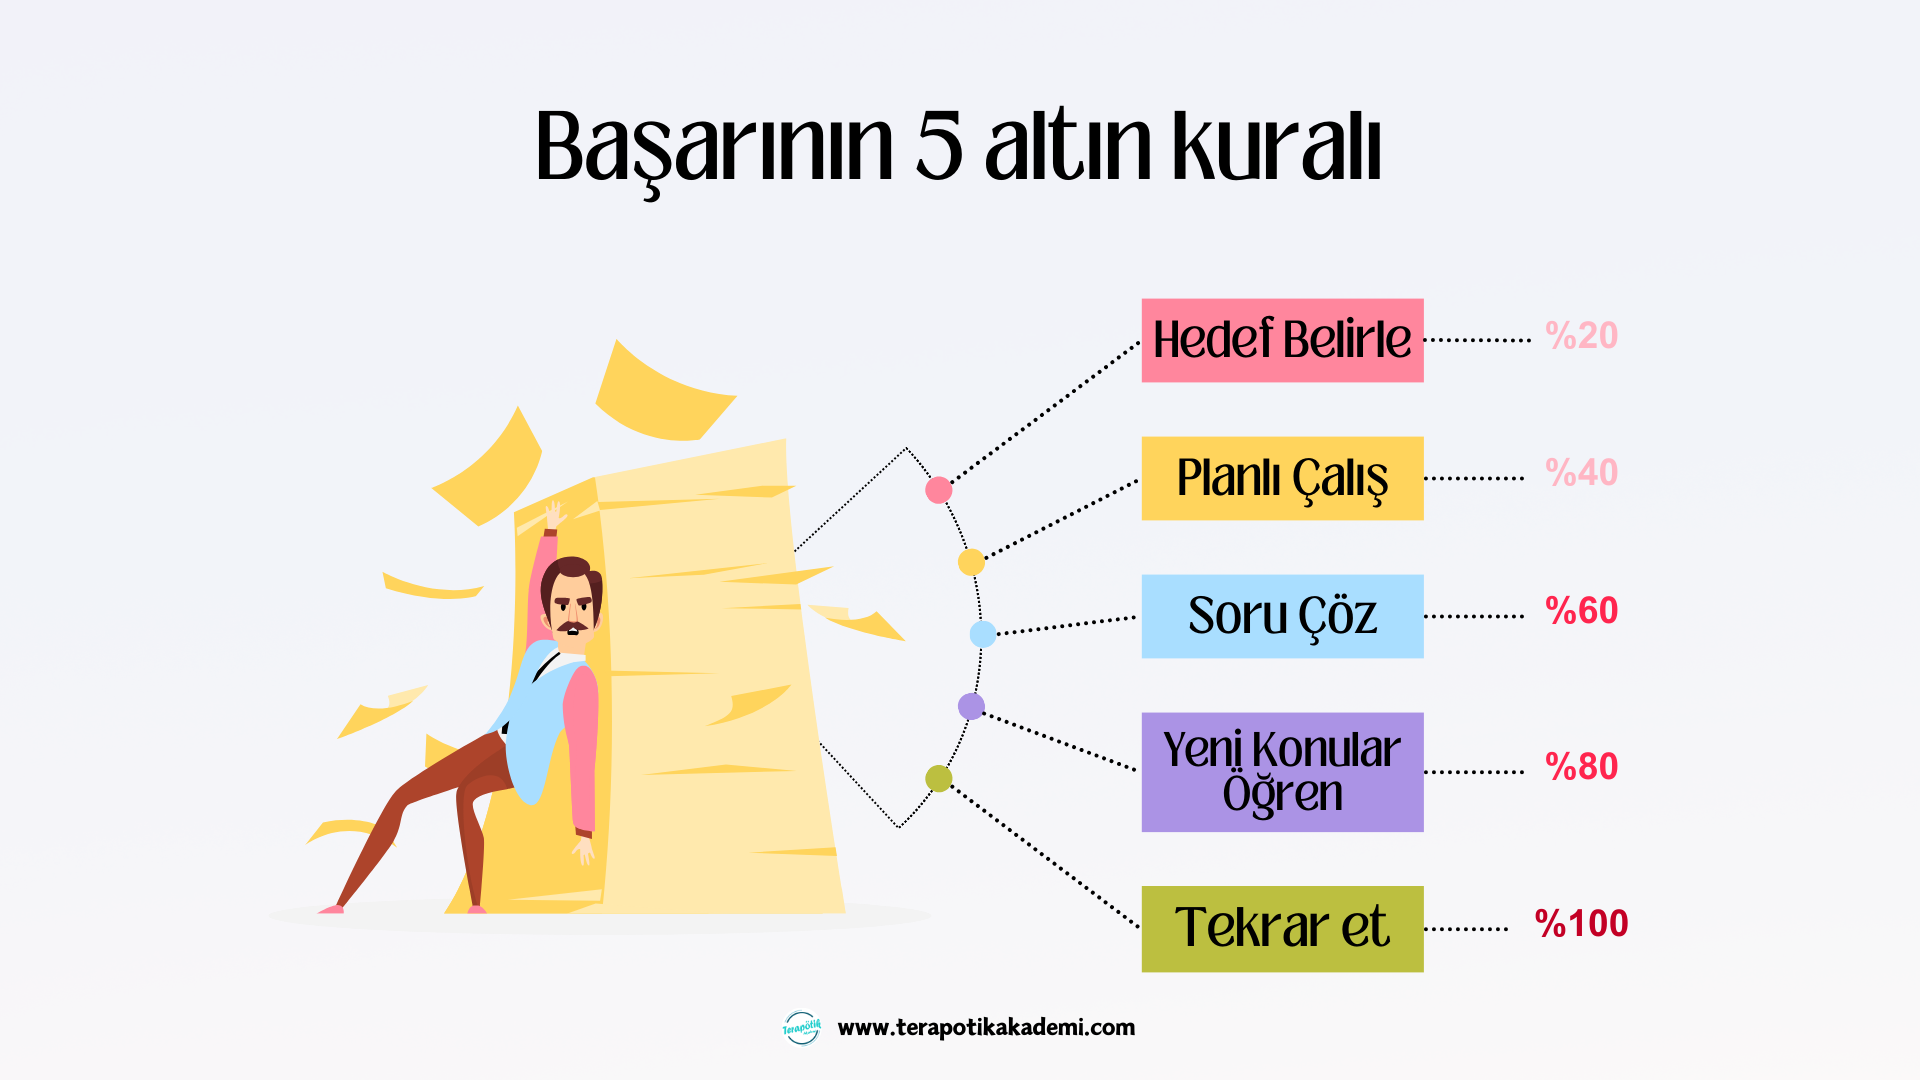 Başarının 5 altın kuralı
Hedef Belirle
%20
Planlı Çalış
%40
Soru Çöz
%60
Yeni Konular
Öğren
%80
Tekrar et
%100
Terapötik
www.terapotikakademi.com